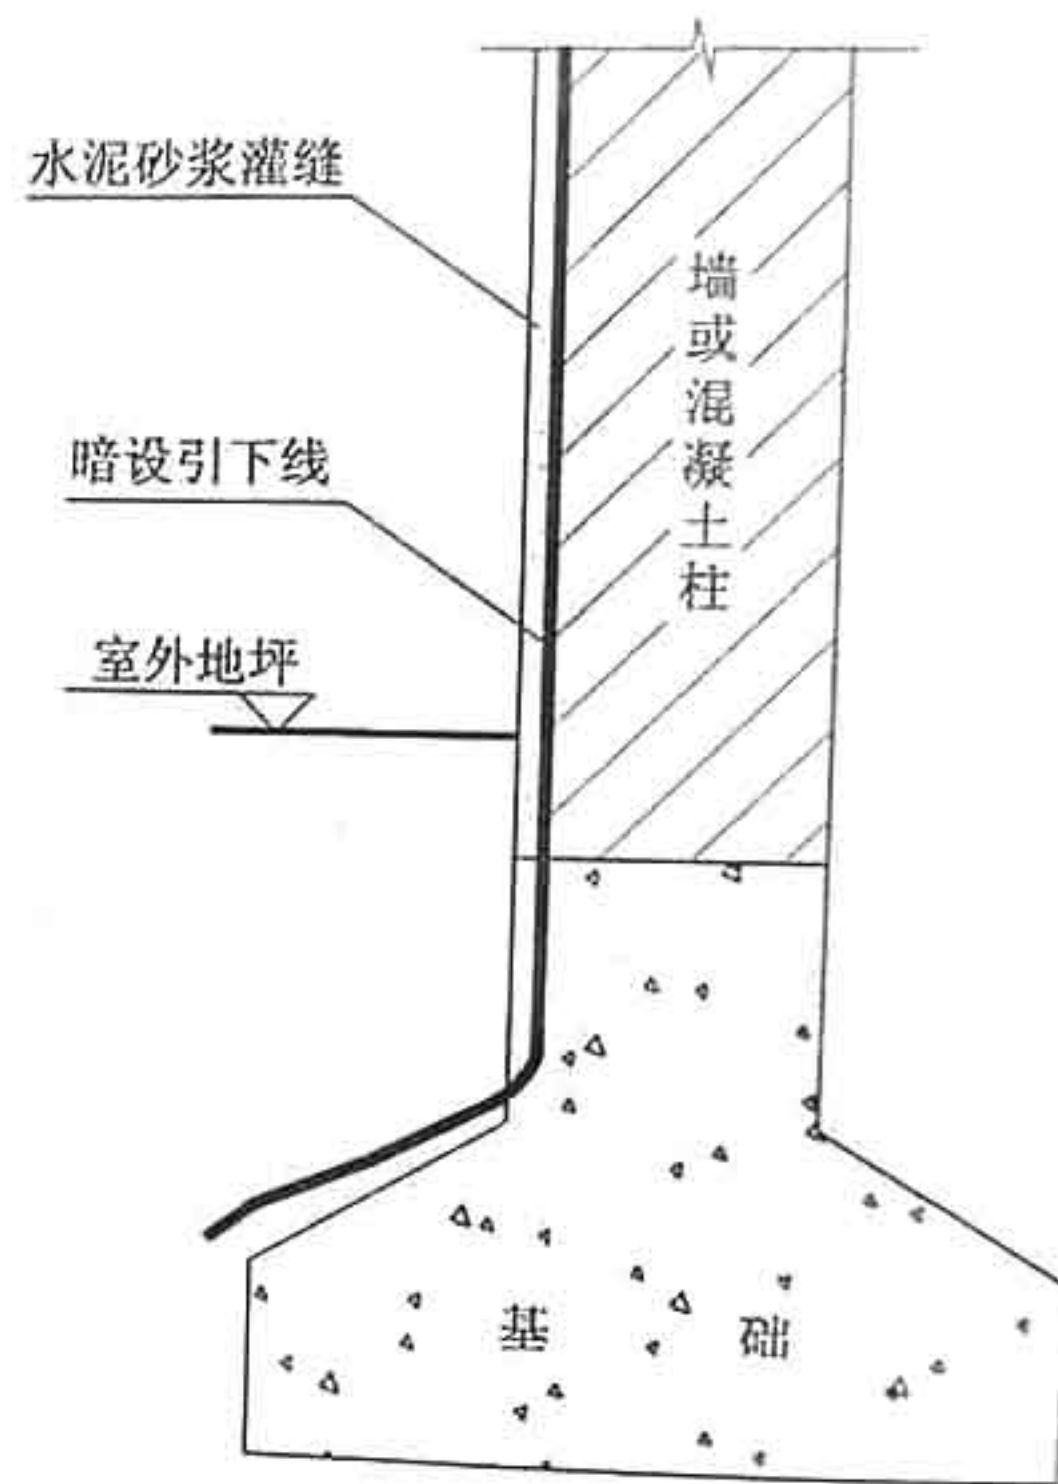 水泥砂浆灌缝
墙或混凝土柱
暗设引下线
室外地坪
基础